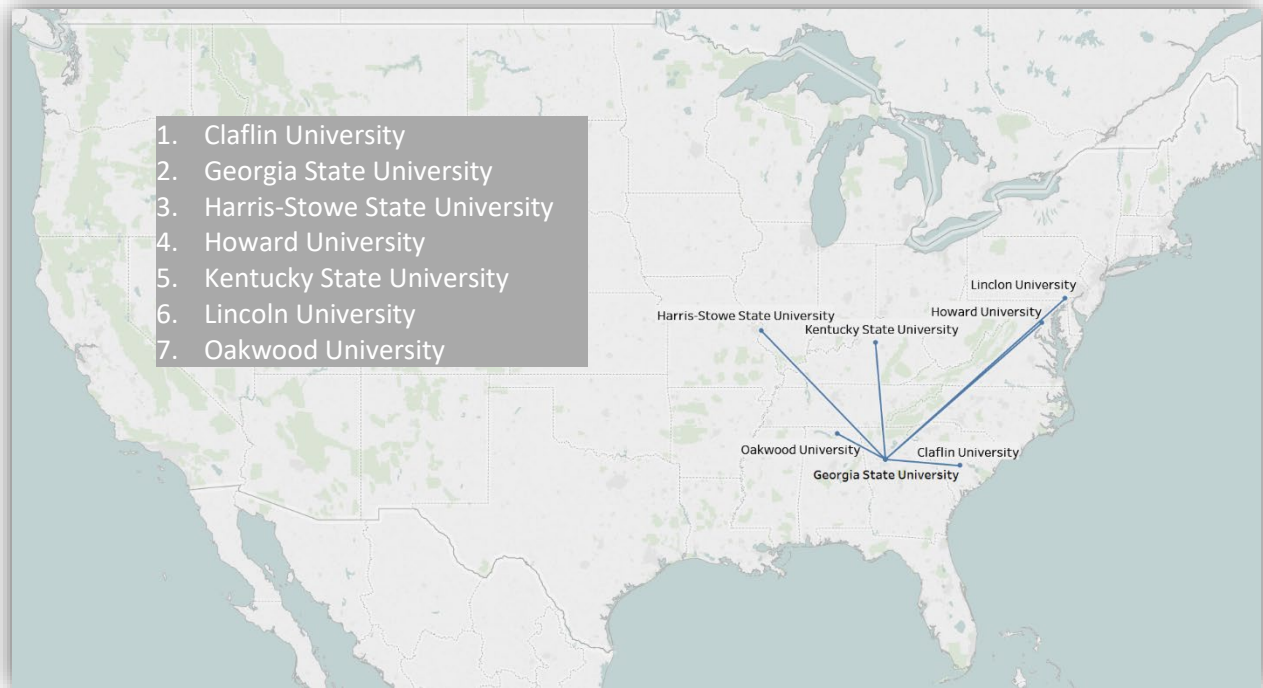 1. Claflin University
2. Georgia State University
3. Harris-Stowe State University
4. Howard University
5. Kentucky State University
6. Lincoln University
7. Oakwood University
Linclon University
Howard University
Harris-Stowe State University
Kentucky State University
Oakwood University
Claflin University
Georgia State University